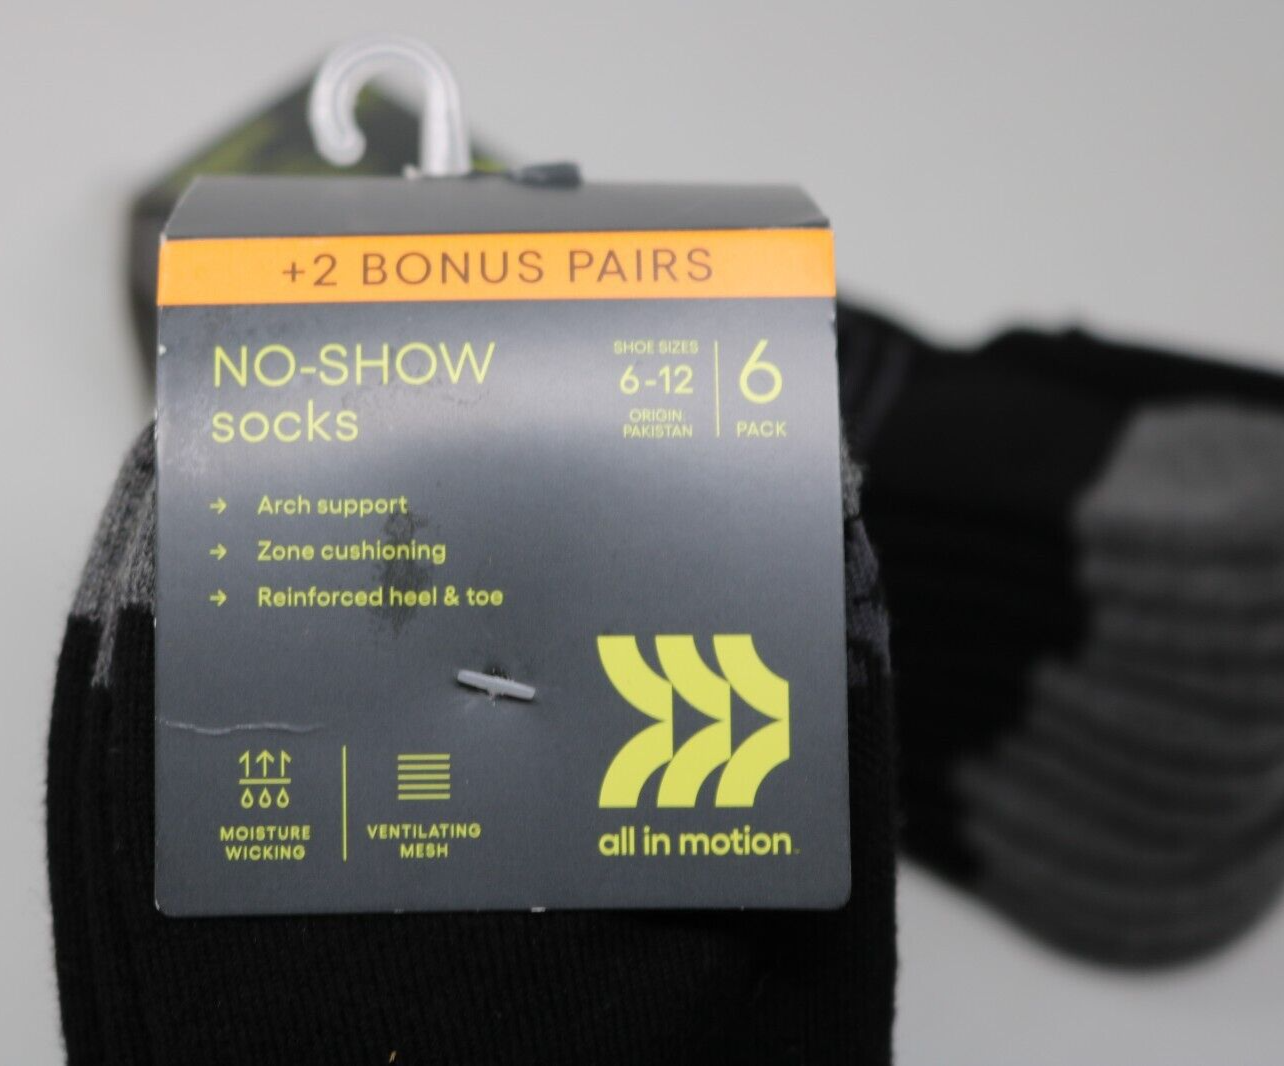 +2 BONUS PAIRS
NO-SHOW
socks
SHOE SIZES
6-12
ORIGIN
PAKISTAN
6
PACK
→ Arch support
→ Zone cushioning
→ Reinforced heel & toe
MOISTURE
WICKING
VENTILATING
MESH
all in motion™